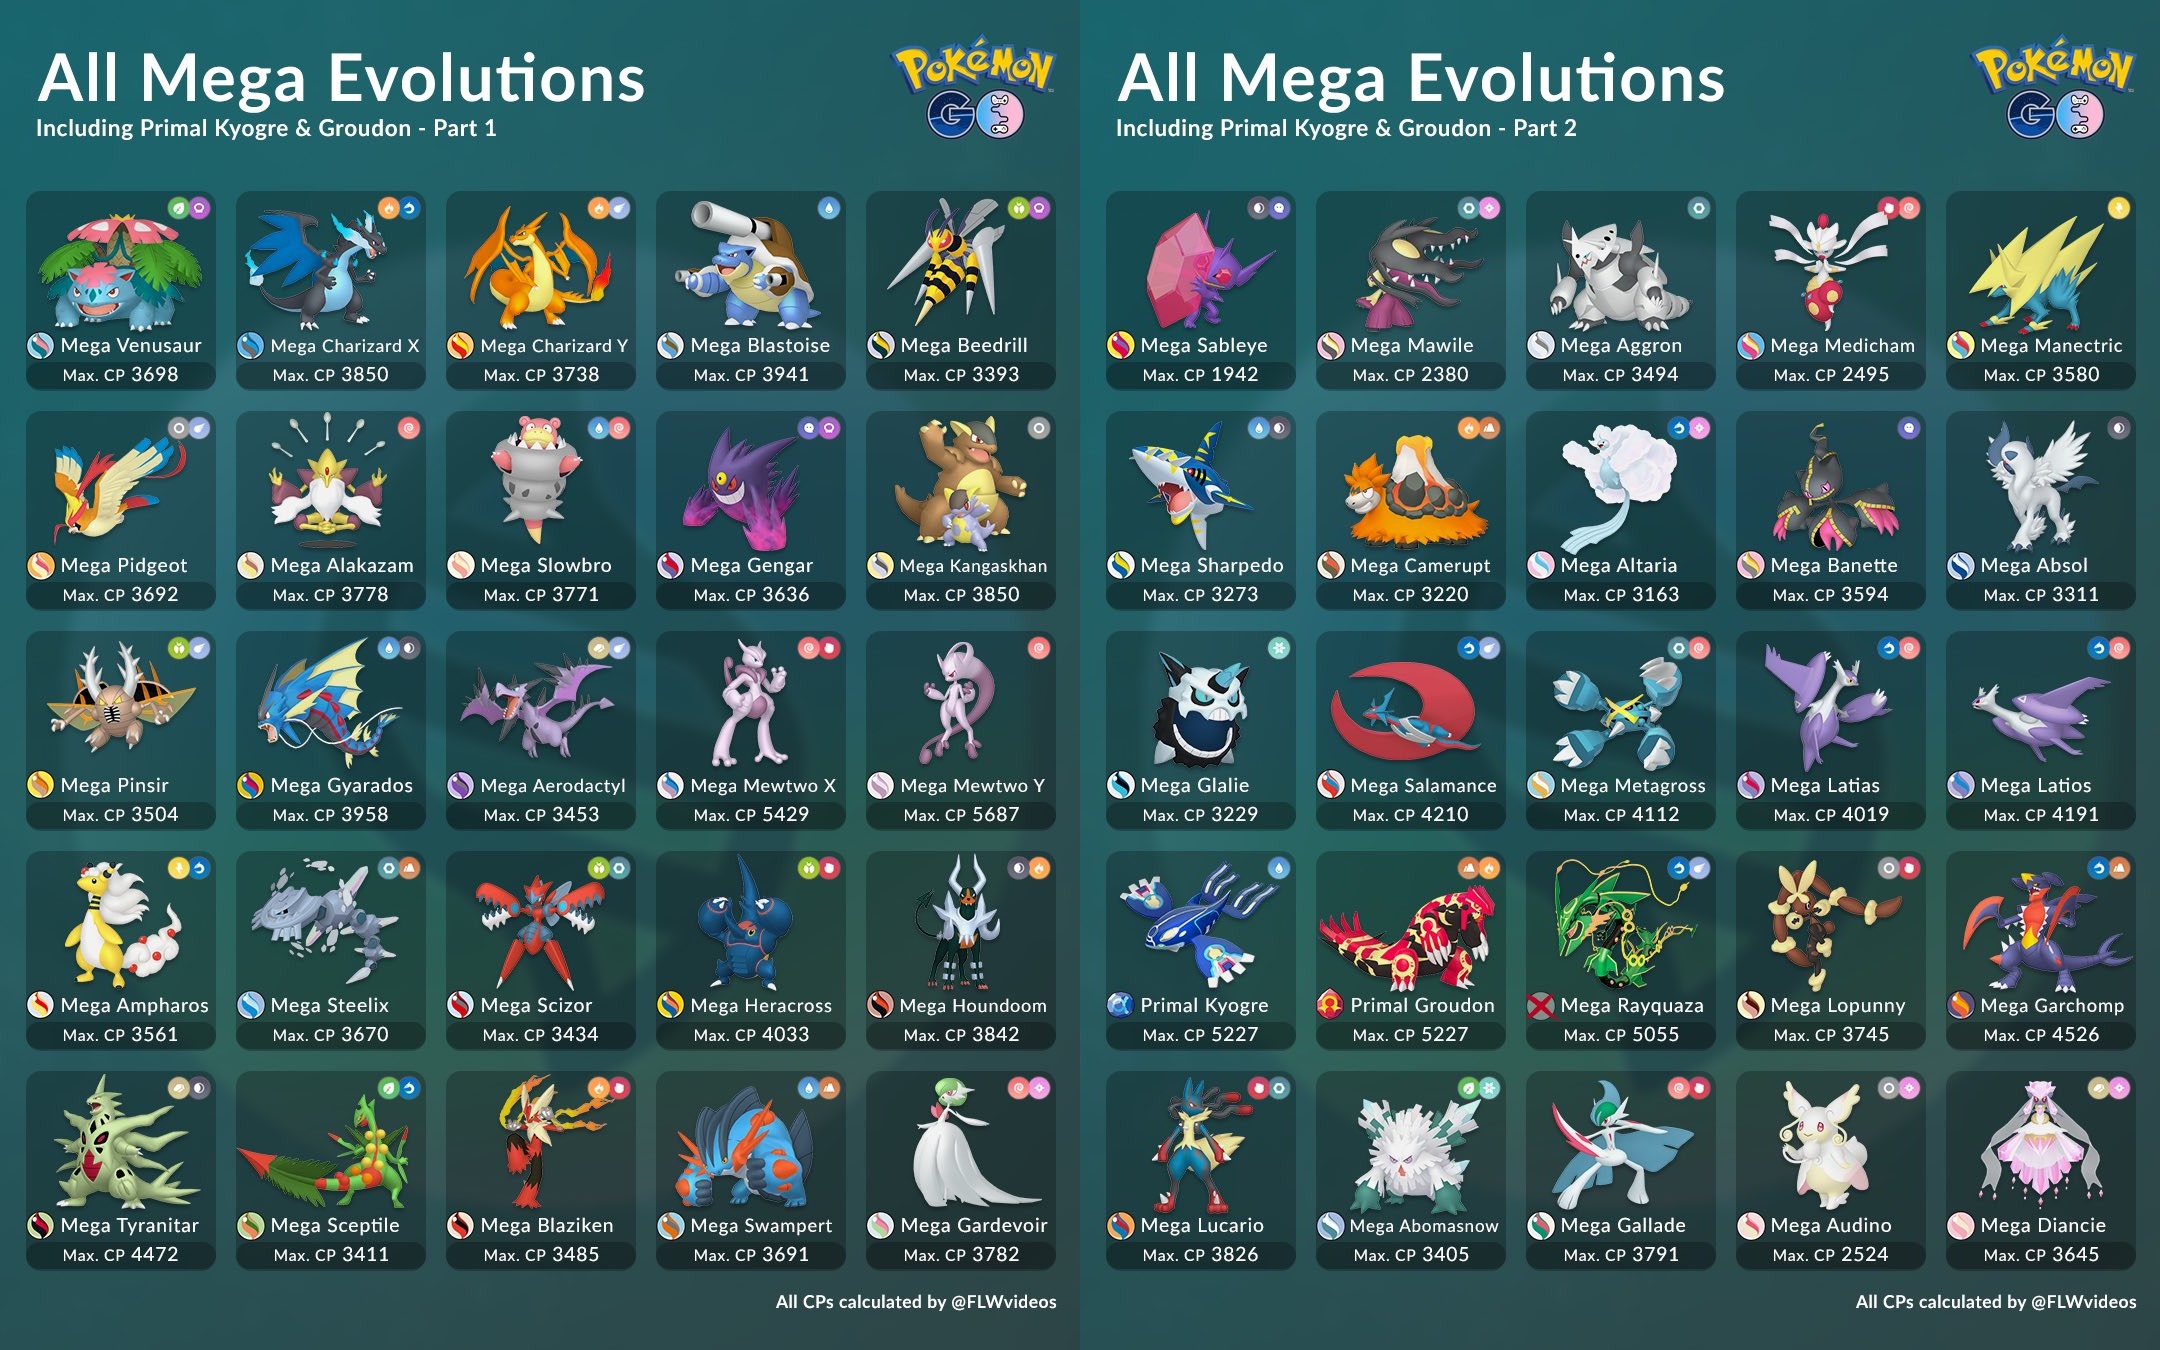 All Mega Evolutions
Including Primal Kyogre & Groudon - Part 1
POKÉMON
GO
Mega Venusaur
Max. CP 3698
Mega Charizard X
Max. CP 3850
Mega Charizard Y
Max. CP 3738
Mega Blastoise
Max. CP 3941
Mega Beedrill
Max. CP 3393
Mega Pidgeot
Max. CP 3692
Mega Alakazam
Max. CP 3778
Mega Slowbro
Max. CP 3771
Mega Gengar
Max. CP 3636
Mega Kangaskhan
Max. CP 3850
Mega Pinsir
Max. CP 3504
Mega Gyarados
Max. CP 3958
Mega Aerodactyl
Max. CP 3453
Mega Mewtwo X
Max. CP 5429
Mega Mewtwo Y
Max. CP 5687
Mega Ampharos
Max. CP 3561
Mega Steelix
Max. CP 3670
Mega Scizor
Max. CP 3434
Mega Heracross
Max. CP 4033
Mega Houndoom
Max. CP 3842
Mega Tyranitar
Max. CP 4472
Mega Sceptile
Max. CP 3411
Mega Blaziken
Max. CP 3485
Mega Swampert
Max. CP 3691
Mega Gardevoir
Max. CP 3782
All CPs calculated by @FLWvideos
All Mega Evolutions
Including Primal Kyogre & Groudon - Part 2
POKÉMON
GO
Mega Sableye
Max. CP 1942
Mega Mawile
Max. CP 2380
Mega Aggron
Max. CP 3494
Mega Medicham
Max. CP 2495
Mega Manectric
Max. CP 3580
Mega Sharpedo
Max. CP 3273
Mega Camerupt
Max. CP 3220
Mega Altaria
Max. CP 3163
Mega Banette
Max. CP 3594
Mega Absol
Max. CP 3311
Mega Glalie
Max. CP 3229
Mega Salamance
Max. CP 4210
Mega Metagross
Max. CP 4112
Mega Latias
Max. CP 4019
Mega Latios
Max. CP 4191
Primal Kyogre
Max. CP 5227
Primal Groudon
Max. CP 5227
Mega Rayquaza
Max. CP 5055
Mega Lopunny
Max. CP 3745
Mega Garchomp
Max. CP 4526
Mega Lucario
Max. CP 3826
Mega Abomasnow
Max. CP 3405
Mega Gallade
Max. CP 3791
Mega Audino
Max. CP 2524
Mega Diancie
Max. CP 3645
All CPs calculated by @FLWvideos